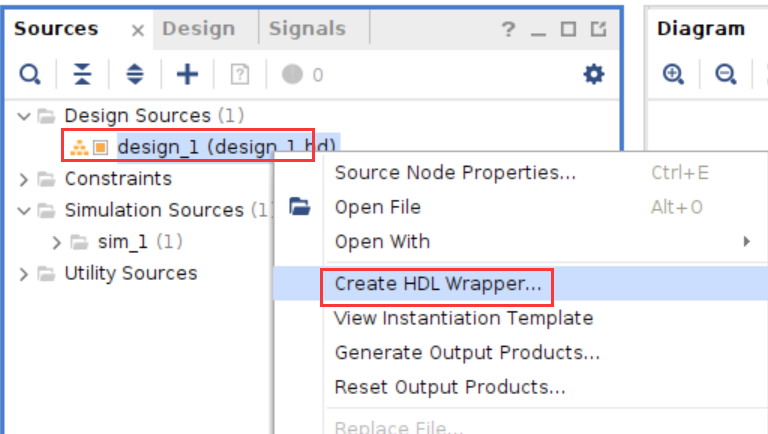 Sources × Design Signals ? Diagram
0
Design Sources (1)
design_1 (design_1.bd)
Constraints
Source Node Properties... Ctrl+E
Simulation Sources (1)
Open File Alt+O
sim_1 (1)
Open With
Utility Sources
Create HDL Wrapper...
View Instantiation Template
Generate Output Products...
Reset Output Products...
Replace File...